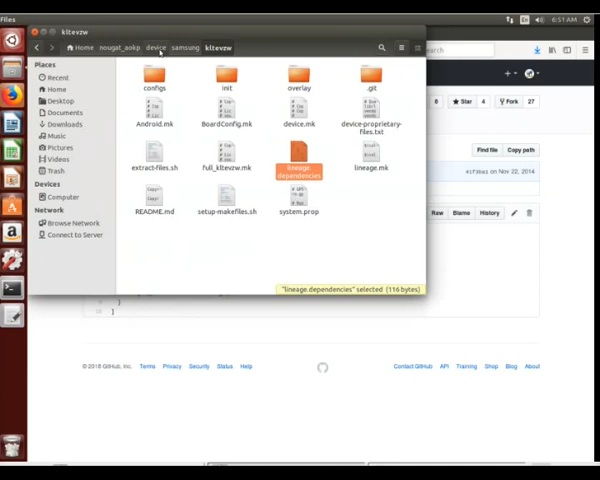 Files
En
6:51 AM
kltevzw
Home
nougat_aokp
device
samsung
kltevzw
Places
Recent
Home
Desktop
Documents
Downloads
Music
Pictures
Videos
Trash
Devices
Computer
Network
Browse Network
Connect to Server
configs
init
overlay
.git
Android.mk
BoardConfig.mk
device.mk
device-proprietary-
files.txt
extract-files.sh
full_kltevzw.mk
lineage.
dependencies
lineage.mk
README.md
setup-makefiles.sh
system.prop
"lineage.dependencies" selected (116 bytes)
earch
Star 4
Fork 27
Find file
Copy path
on Nov 22, 2014
Raw
Blame
History
}
]
© 2018 GitHub, Inc.
Terms
Privacy
Security
Status
Help
Contact GitHub
API
Training
Shop
Blog
About